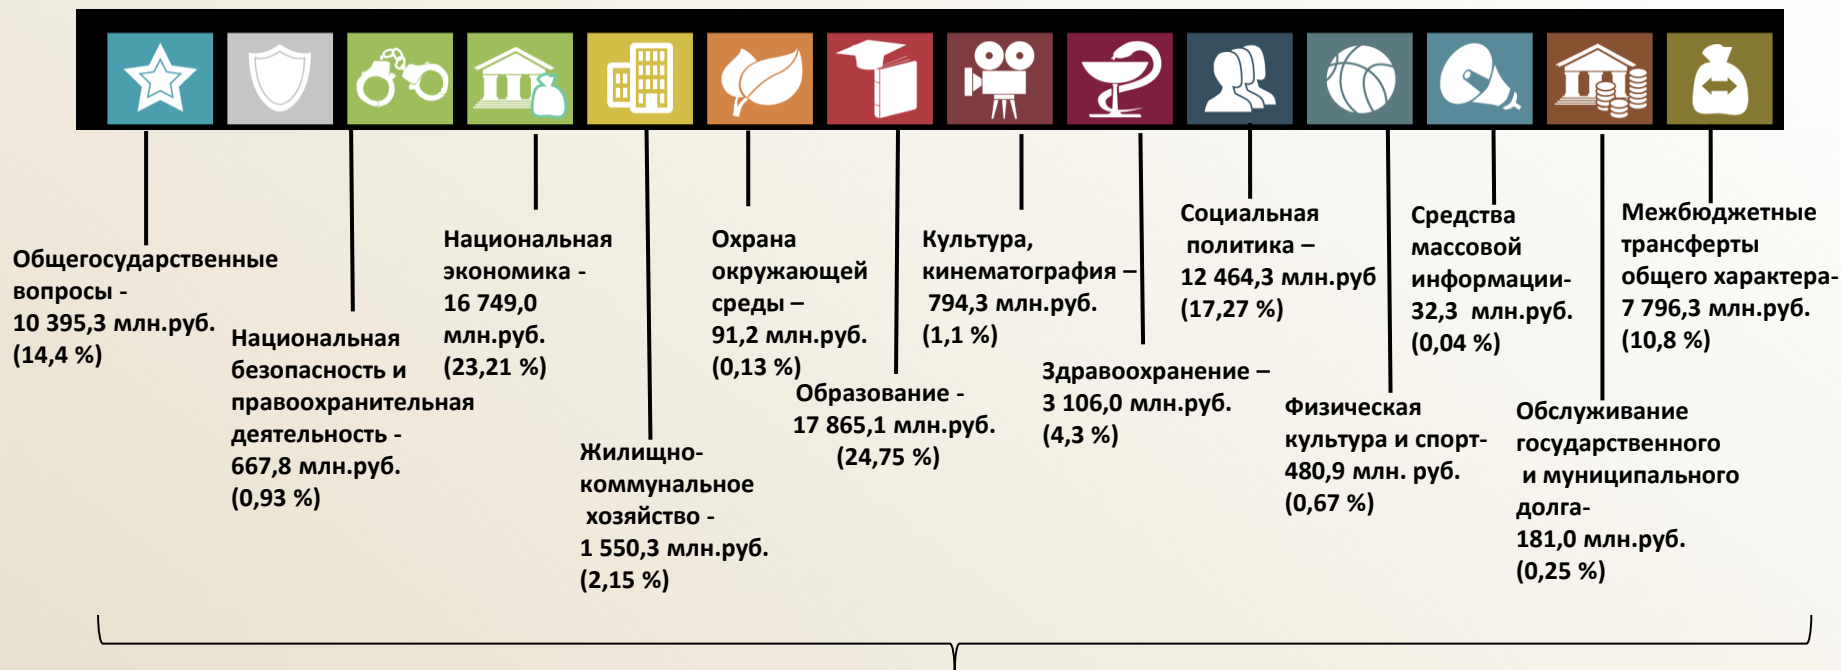 Общегосударственные
вопросы -
10 395,3 млн.руб.
(14,4 %)
Национальная
безопасность и
правоохранительная
деятельность -
667,8 млн.руб.
(0,93 %)
Национальная
экономика -
16 749,0
млн.руб.
(23,21 %)
Жилищно-
коммунальное
хозяйство -
1 550,3 млн.руб.
(2,15 %)
Охрана
окружающей
среды –
91,2 млн.руб.
(0,13 %)
Образование -
17 865,1 млн.руб.
(24,75 %)
Культура,
кинематография –
794,3 млн.руб.
(1,1 %)
Здравоохранение –
3 106,0 млн.руб.
(4,3 %)
Социальная
политика –
12 464,3 млн.руб
(17,27 %)
Физическая
культура и спорт-
480,9 млн. руб.
(0,67 %)
Средства
массовой
информации-
32,3 млн.руб.
(0,04 %)
Обслуживание
государственного
и муниципального
долга-
181,0 млн.руб.
(0,25 %)
Межбюджетные
трансферты
общего характера-
7 796,3 млн.руб.
(10,8 %)